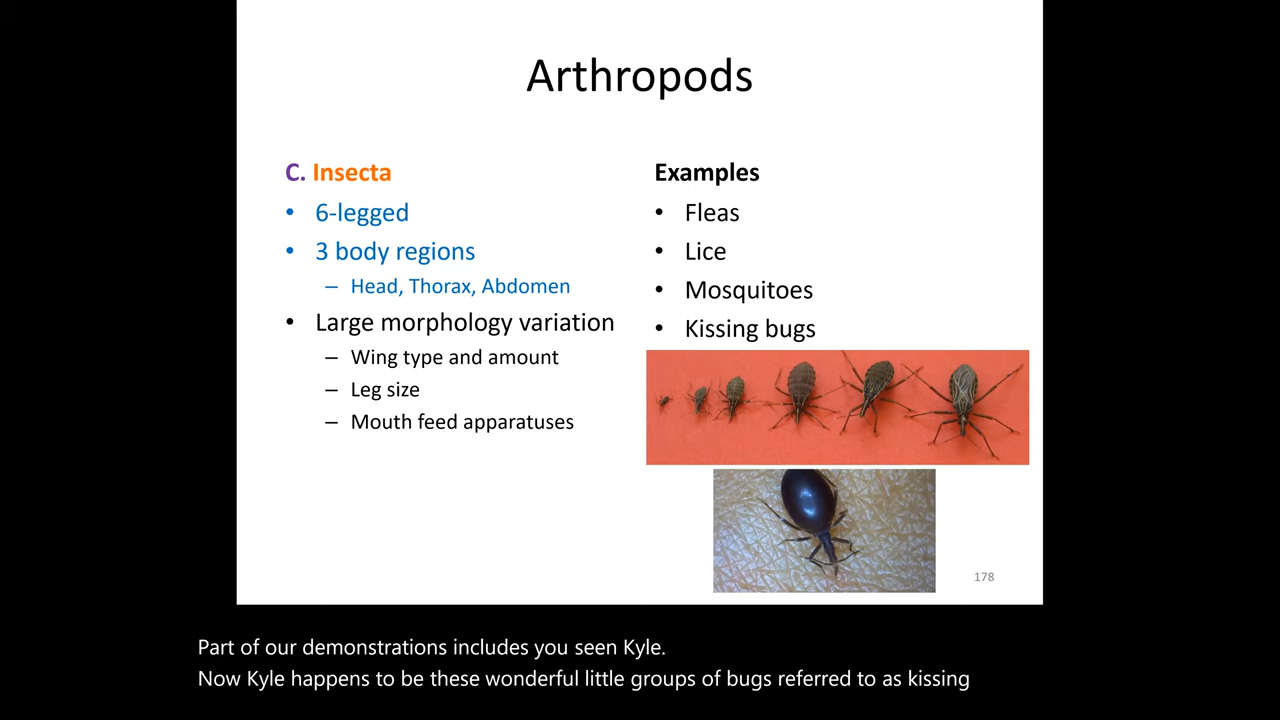 Arthropods
C. Insecta
• 6-legged
• 3 body regions
– Head, Thorax, Abdomen
• Large morphology variation
– Wing type and amount
– Leg size
– Mouth feed apparatuses
Examples
• Fleas
• Lice
• Mosquitoes
• Kissing bugs
178
Part of our demonstrations includes you seen Kyle.
Now Kyle happens to be these wonderful little groups of bugs referred to as kissing